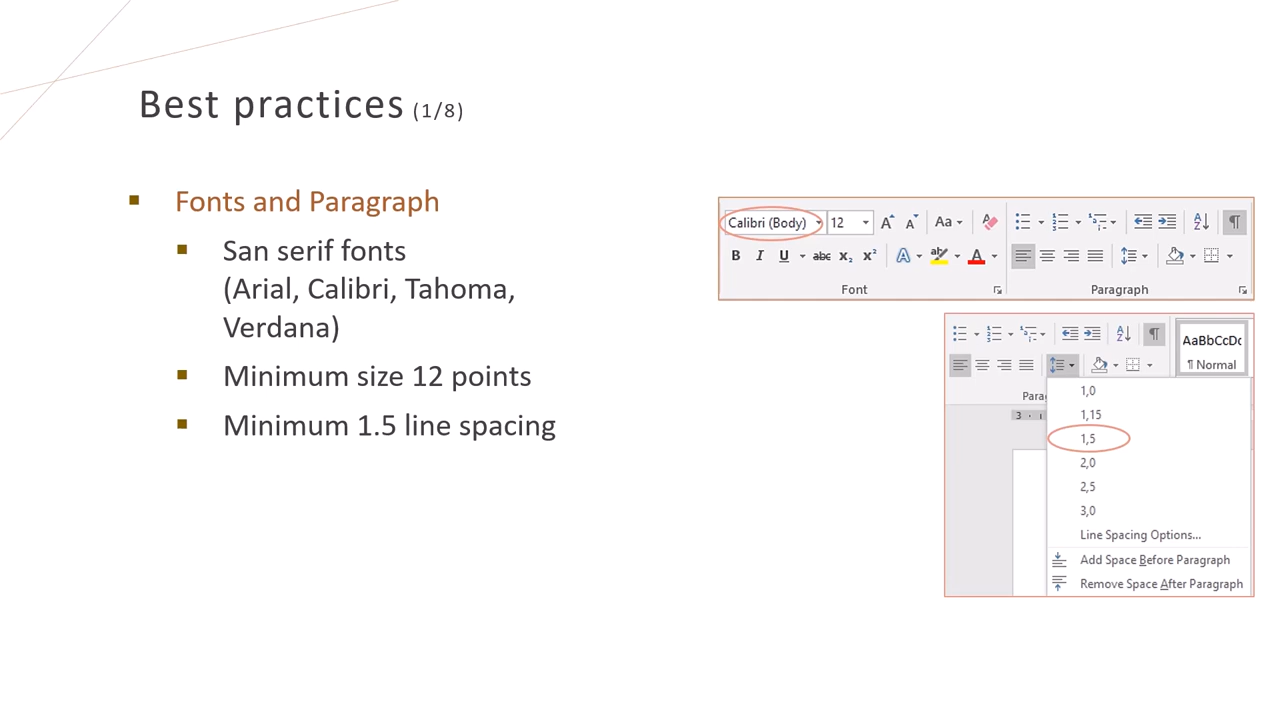 Best practices (1/8)
Fonts and Paragraph
San serif fonts
(Arial, Calibri, Tahoma,
Verdana)
Minimum size 12 points
Minimum 1.5 line spacing
Calibri (Body) 12 Aa
B I U abc x₂ x² A aby A
Font Paragraph
AaBbCcDc
¶ Normal
Parag
3
1,0
1,15
1,5
2,0
2,5
3,0
Line Spacing Options...
Add Space Before Paragraph
Remove Space After Paragraph